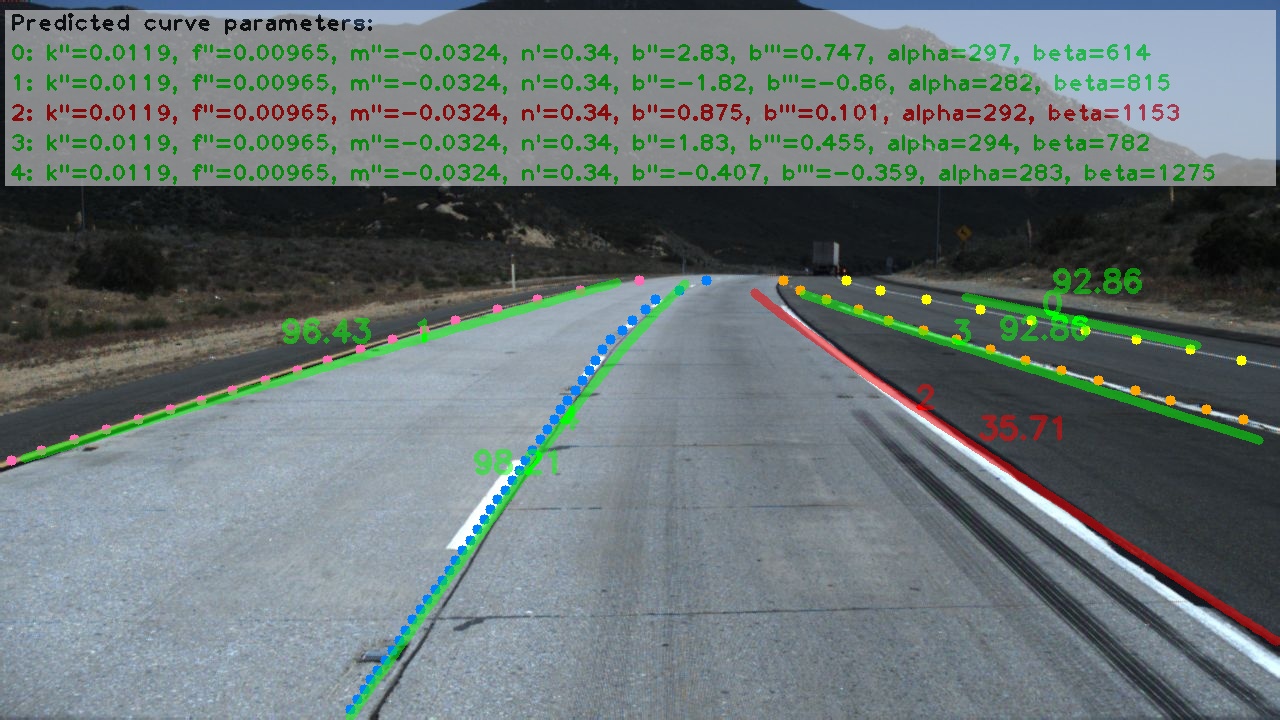 Predicted curve parameters:
0: k''=0.0119, f''=0.00965, m''=−0.0324, n'=0.34, b''=2.83, b'''=0.747, alpha=297, beta=614
1: k''=0.0119, f''=0.00965, m''=−0.0324, n'=0.34, b''=−1.82, b'''=−0.86, alpha=282, beta=815
2: k''=0.0119, f''=0.00965, m''=−0.0324, n'=0.34, b''=0.875, b'''=0.101, alpha=292, beta=1153
3: k''=0.0119, f''=0.00965, m''=−0.0324, n'=0.34, b''=1.83, b'''=0.455, alpha=294, beta=782
4: k''=0.0119, f''=0.00965, m''=−0.0324, n'=0.34, b''=−0.407, b'''=−0.359, alpha=283, beta=1275
92.86
0
98.43 1
3 92.86
2
35.71
4
98.21